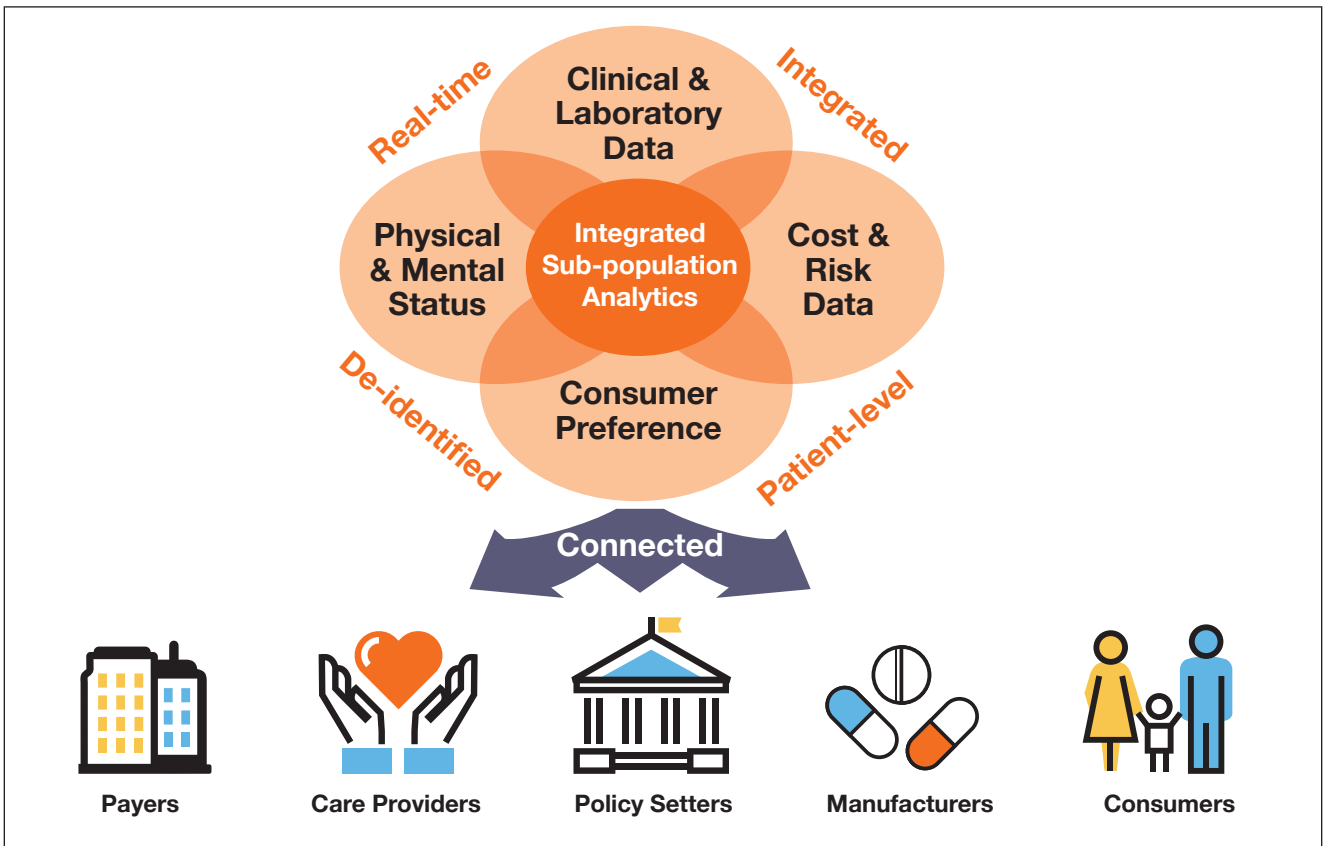 Real-time
Integrated
Clinical &
Laboratory
Data
Physical
& Mental
Status
Integrated
Sub-population
Analytics
Cost &
Risk
Data
De-identified
Consumer
Preference
Patient-level
Connected
Payers
Care Providers
Policy Setters
Manufacturers
Consumers